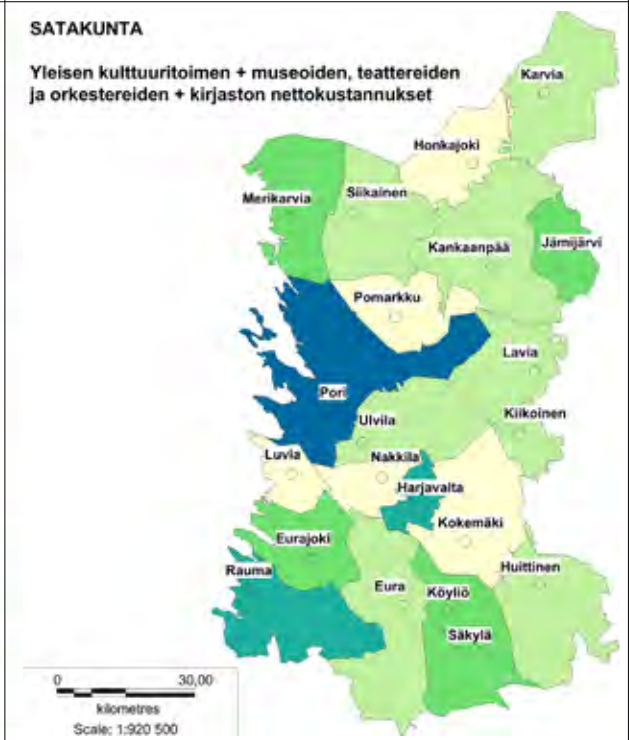 SATAKUNTA
Yleisen kulttuuritoimen + museoiden, teattereiden
ja orkestereiden + kirjaston nettokustannukset
Karvia
Honkajoki
Merikarvia
Siikainen
Kankaanpää
Jämijärvi
Pomarkku
Lavia
Pori
Kiikoinen
Ulvila
Luvia
Nakkila
Harjavalta
Kokemäki
Eurajoki
Huittinen
Rauma
Eura
Köyliö
Säkylä
0 30,00
kilometres
Scale: 1:920 500